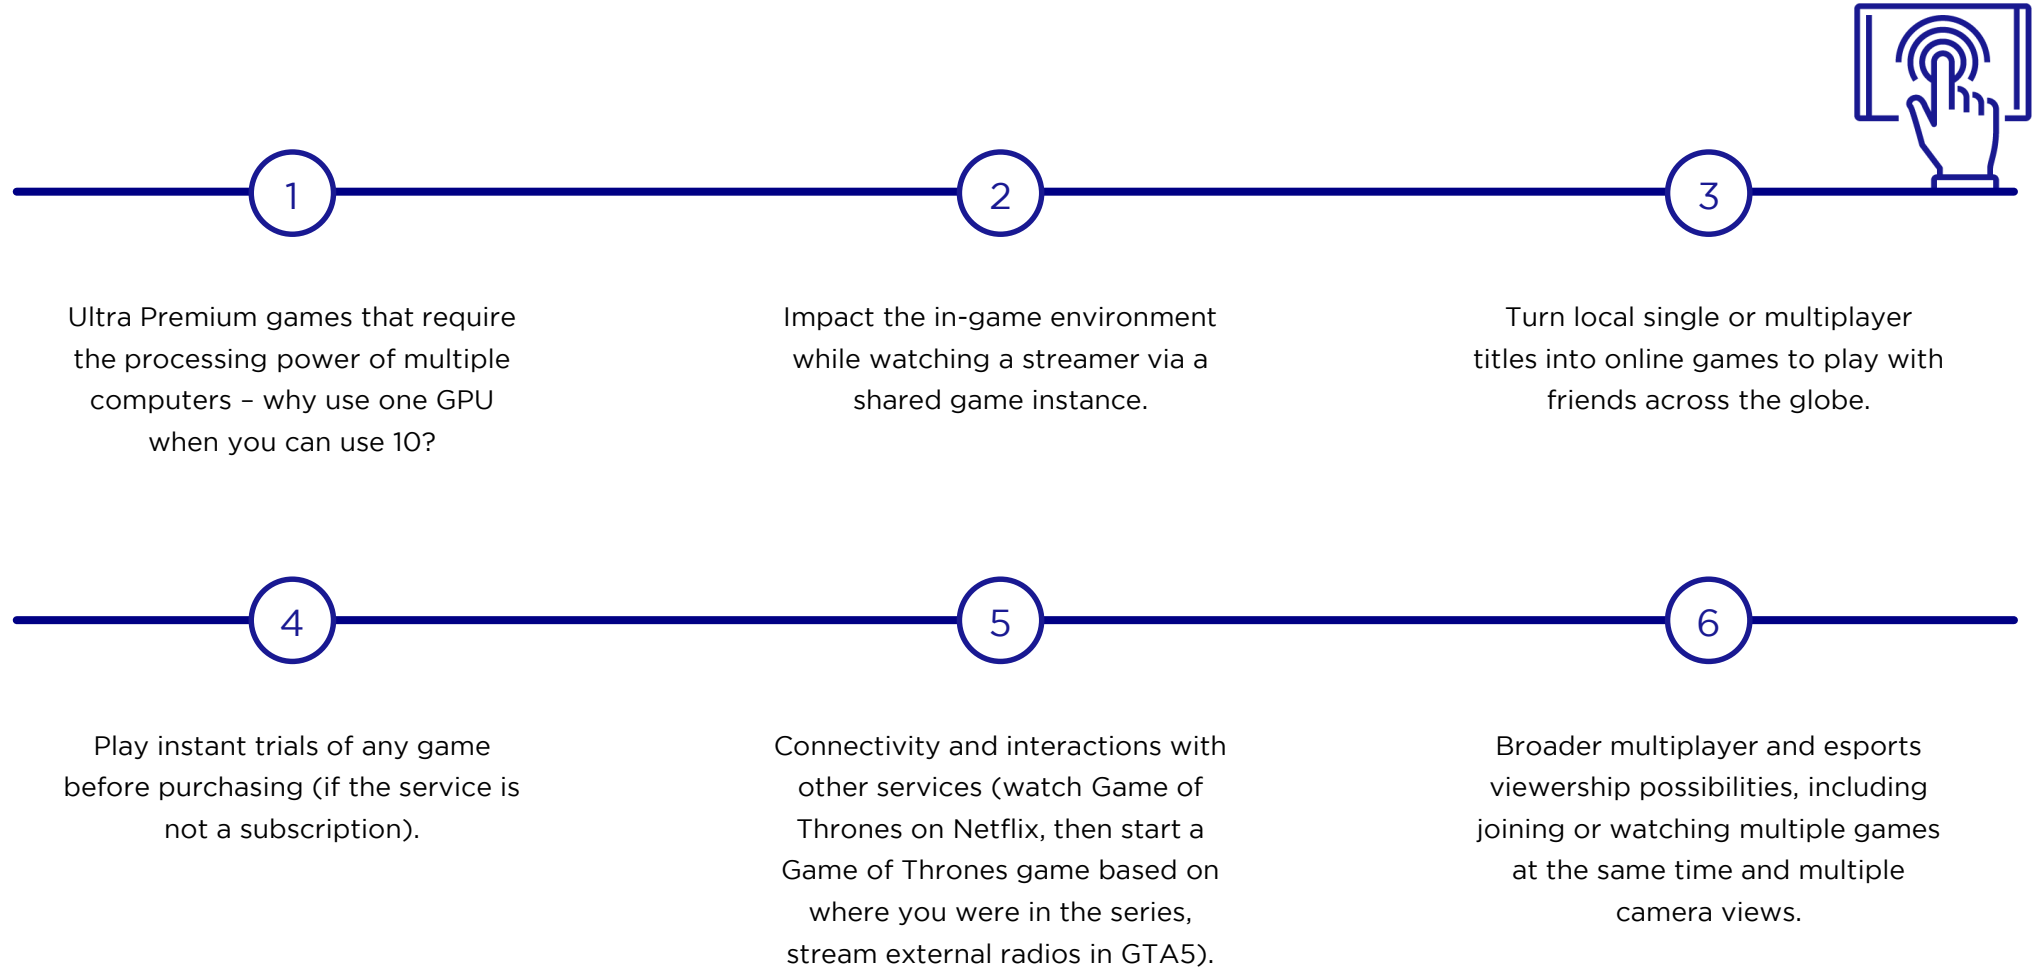 1
Ultra Premium games that require
the processing power of multiple
computers – why use one GPU
when you can use 10?
2
Impact the in-game environment
while watching a streamer via a
shared game instance.
3
Turn local single or multiplayer
titles into online games to play with
friends across the globe.
4
Play instant trials of any game
before purchasing (if the service is
not a subscription).
5
Connectivity and interactions with
other services (watch Game of
Thrones on Netflix, then start a
Game of Thrones game based on
where you were in the series,
stream external radios in GTA5).
6
Broader multiplayer and esports
viewership possibilities, including
joining or watching multiple games
at the same time and multiple
camera views.